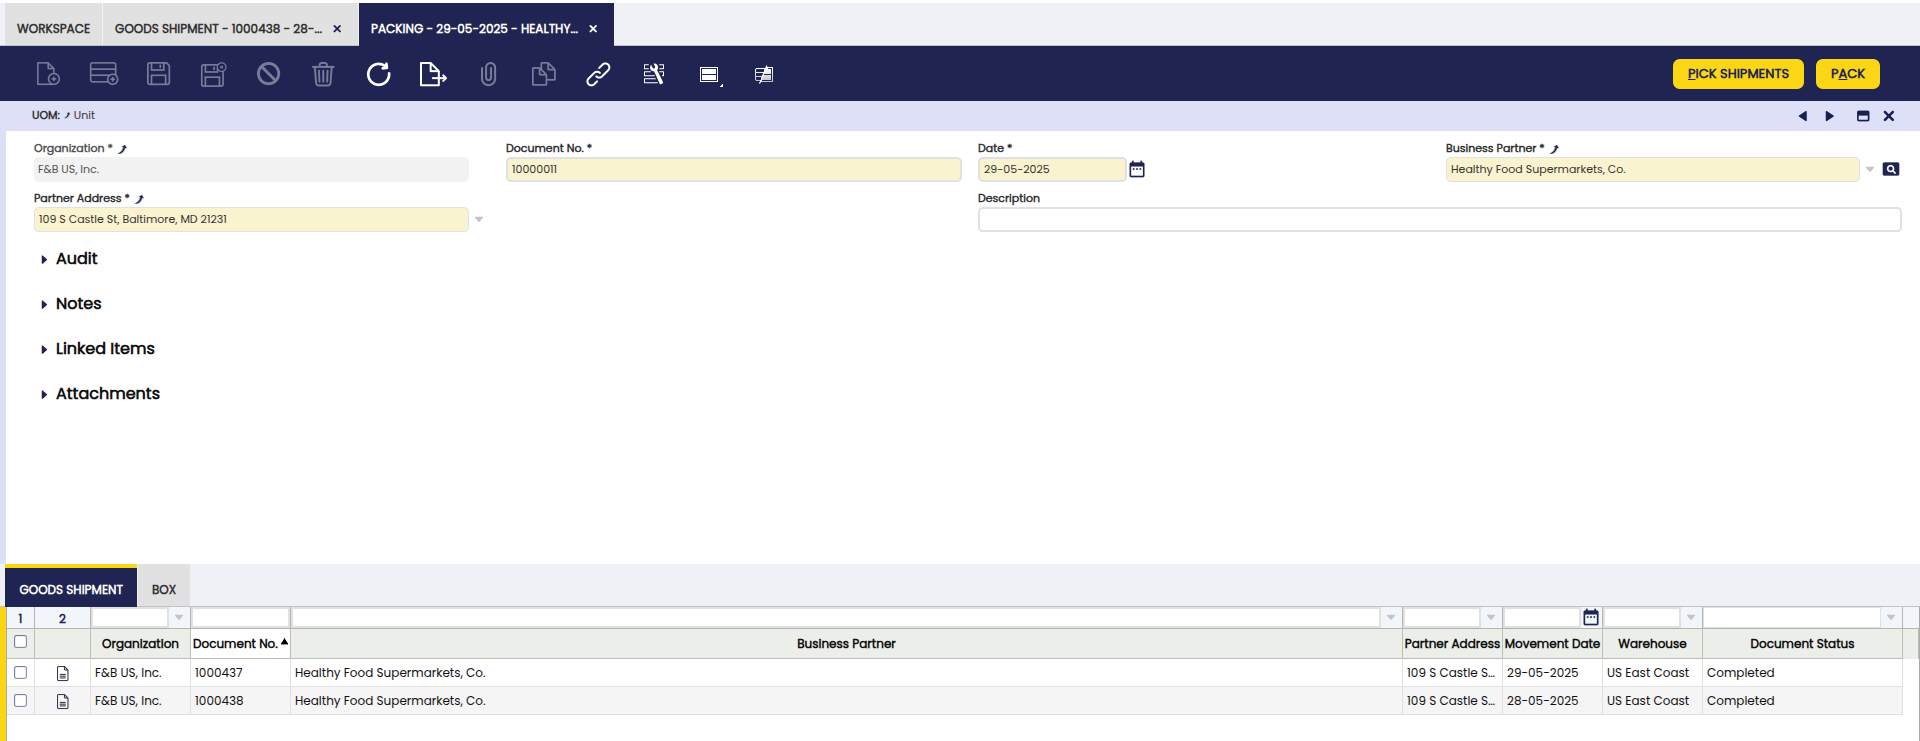 WORKSPACE GOODS SHIPMENT - 1000438 - 28-... PACKING - 29-05-2025 - HEALTHY...
PICK SHIPMENTS PACK
UOM: Unit
Organization * Document No. * Date * Business Partner *
F&B US, Inc. 10000011 29-05-2025 Healthy Food Supermarkets, Co.
Partner Address * Description
109 S Castle St, Baltimore, MD 21231
Audit
Notes
Linked Items
Attachments
GOODS SHIPMENT BOX
1 2
Organization Document No. Business Partner Partner Address Movement Date Warehouse Document Status
F&B US, Inc. 1000437 Healthy Food Supermarkets, Co. 109 S Castle S... 29-05-2025 US East Coast Completed
F&B US, Inc. 1000438 Healthy Food Supermarkets, Co. 109 S Castle S... 28-05-2025 US East Coast Completed